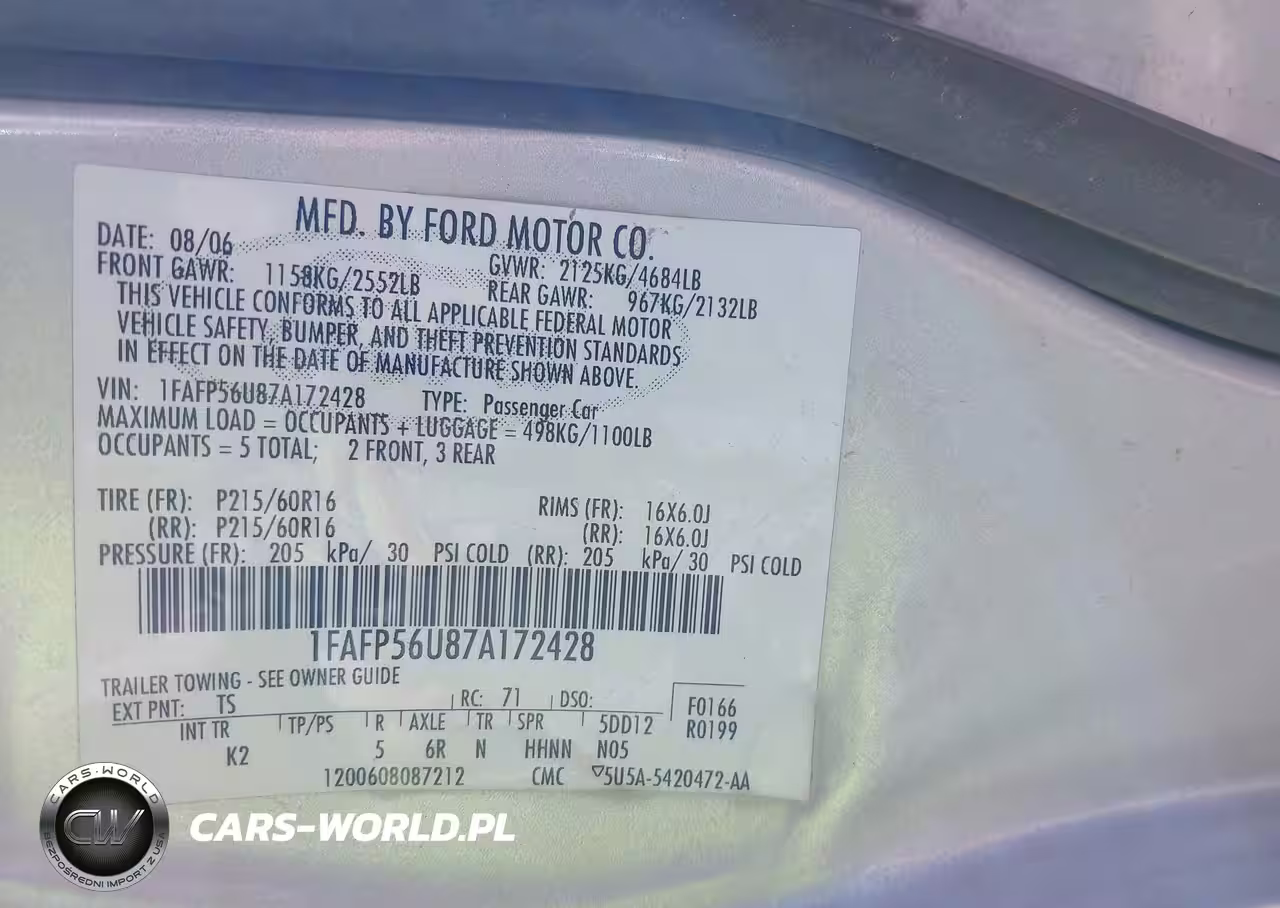 MFD. BY FORD MOTOR CO.
DATE: 08/06
GVWR: 2125KG/4684LB
FRONT GAWR: 1158KG/2552LB
REAR GAWR: 967KG/2132LB
THIS VEHICLE CONFORMS TO ALL APPLICABLE FEDERAL MOTOR
VEHICLE SAFETY, BUMPER, AND THEFT PREVENTION STANDARDS
IN EFFECT ON THE DATE OF MANUFACTURE SHOWN ABOVE.
VIN: 1FAFP56U87A172428 TYPE: Passenger Car
MAXIMUM LOAD = OCCUPANTS + LUGGAGE = 498KG/1100LB
OCCUPANTS = 5 TOTAL; 2 FRONT, 3 REAR
TIRE (FR): P215/60R16 RIMS (FR): 16X6.0J
(RR): P215/60R16 (RR): 16X6.0J
PRESSURE (FR): 205 kPa/ 30 PSI COLD (RR): 205 kPa/ 30 PSI COLD
1FAFP56U87A172428
TRAILER TOWING - SEE OWNER GUIDE
EXT PNT: TS RC: 71 DSO: F0166
INT TR TP/PS R AXLE TR SPR 5DD12 R0199
K2 5 6R N HHNN N05
1200608087212 CMC ▽5U5A-5420472-AA
CARS-WORLD
CW
BEZPOŚREDNI IMPORT Z USA
CARS-WORLD.PL